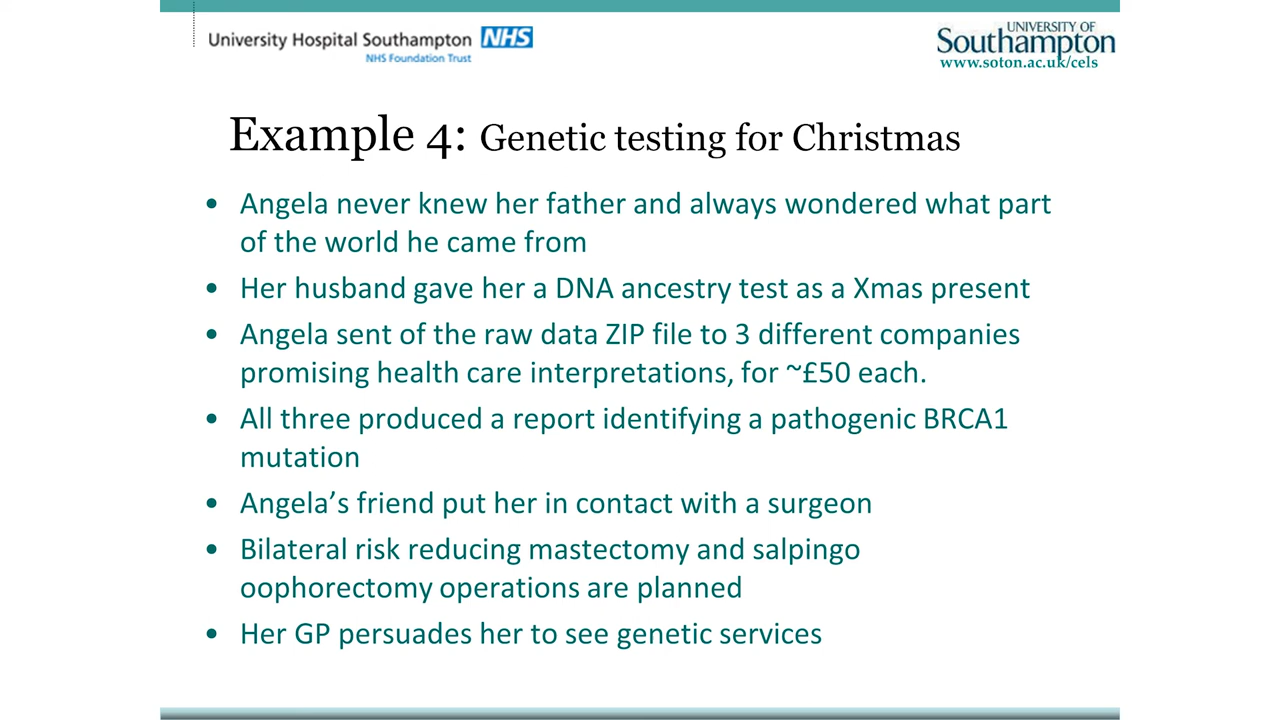 University Hospital Southampton NHS
NHS Foundation Trust
UNIVERSITY OF
Southampton
www.soton.ac.uk/cels
Example 4: Genetic testing for Christmas
• Angela never knew her father and always wondered what part
of the world he came from
• Her husband gave her a DNA ancestry test as a Xmas present
• Angela sent of the raw data ZIP file to 3 different companies
promising health care interpretations, for ~£50 each.
• All three produced a report identifying a pathogenic BRCA1
mutation
• Angela’s friend put her in contact with a surgeon
• Bilateral risk reducing mastectomy and salpingo
oophorectomy operations are planned
• Her GP persuades her to see genetic services